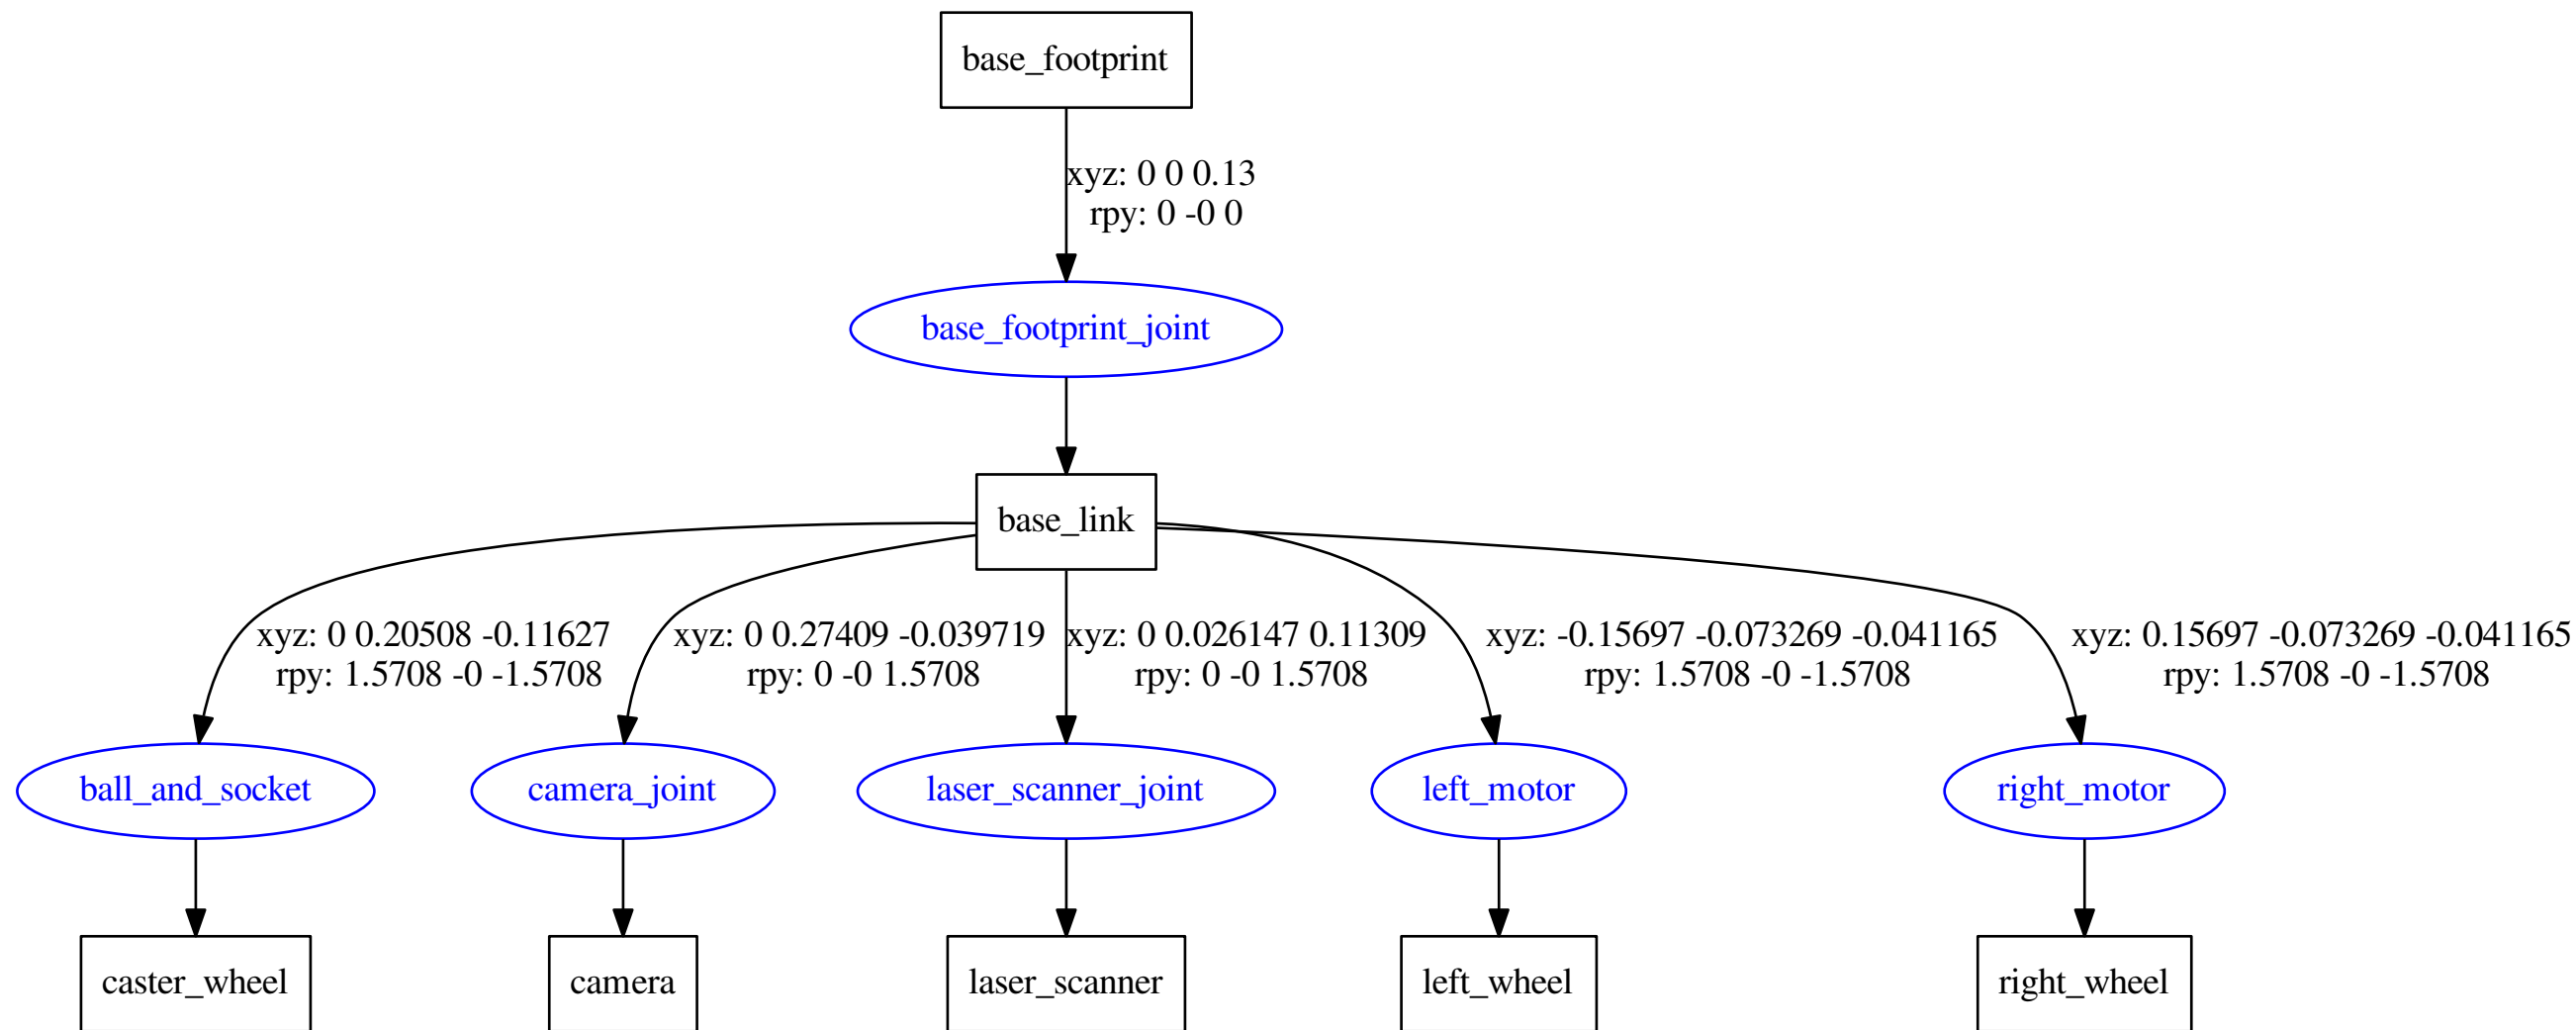 base_footprint
xyz: 0 0 0.13
rpy: 0 -0 0
base_footprint_joint
base_link
xyz: 0 0.20508 -0.11627
rpy: 1.5708 -0 -1.5708
xyz: 0 0.27409 -0.039719
rpy: 0 -0 1.5708
xyz: 0 0.026147 0.11309
rpy: 0 -0 1.5708
xyz: -0.15697 -0.073269 -0.041165
rpy: 1.5708 -0 -1.5708
xyz: 0.15697 -0.073269 -0.041165
rpy: 1.5708 -0 -1.5708
ball_and_socket
camera_joint
laser_scanner_joint
left_motor
right_motor
caster_wheel
camera
laser_scanner
left_wheel
right_wheel